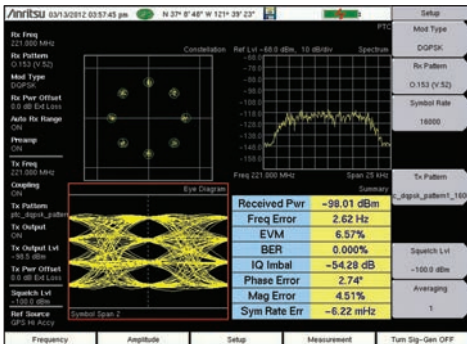 Anritsu 03/13/2012 03:57:45 pm N 37° 8' 48" W 121° 39' 23"
PTC
Rx Freq
221.000 MHz
Rx Pattern
O.153 (V.52)
Mod Type
DGPSK
Rx Pwr Offset
0.0 dB Ext Loss
Auto Rx Range
ON
Preamp
ON
Tx Freq
221.000 MHz
Coupling
ON
Tx Pattern
ptc_dqpsk_pattern
Tx Output
ON
Tx Output Lvl
-98.5 dBm
Tx Pwr Offset
0.0 dB Ext Loss
Squelch Lvl
-100.0 dBm
Ref Source
GPS Hi Accy
Constellation
Ref Lvl -68.0 dBm, 10 dB/div Spectrum
Freq 221.000 MHz Span 25 kHz
Eye Diagram
Symbol Span 2
Summary
Received Pwr -98.01 dBm
Freq Error 2.62 Hz
EVM 6.57%
BER 0.000%
IQ Imbal -54.28 dB
Phase Error 2.74°
Mag Error 4.51%
Sym Rate Err -6.22 mHz
Setup
Mod Type
DGPSK
Rx Pattern
O.153 (V.52)
Symbol Rate
16000
Tx Pattern
c_dqpsk_pattern1_160
Squelch Level
-100.0 dBm
Averaging
1
Frequency Amplitude Setup Measurement Turn Sig-Gen OFF